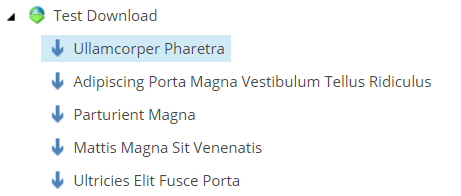 Test Download
Ullamcorper Pharetra
Adipiscing Porta Magna Vestibulum Tellus Ridiculus
Parturient Magna
Mattis Magna Sit Venenatis
Ultricies Elit Fusce Porta